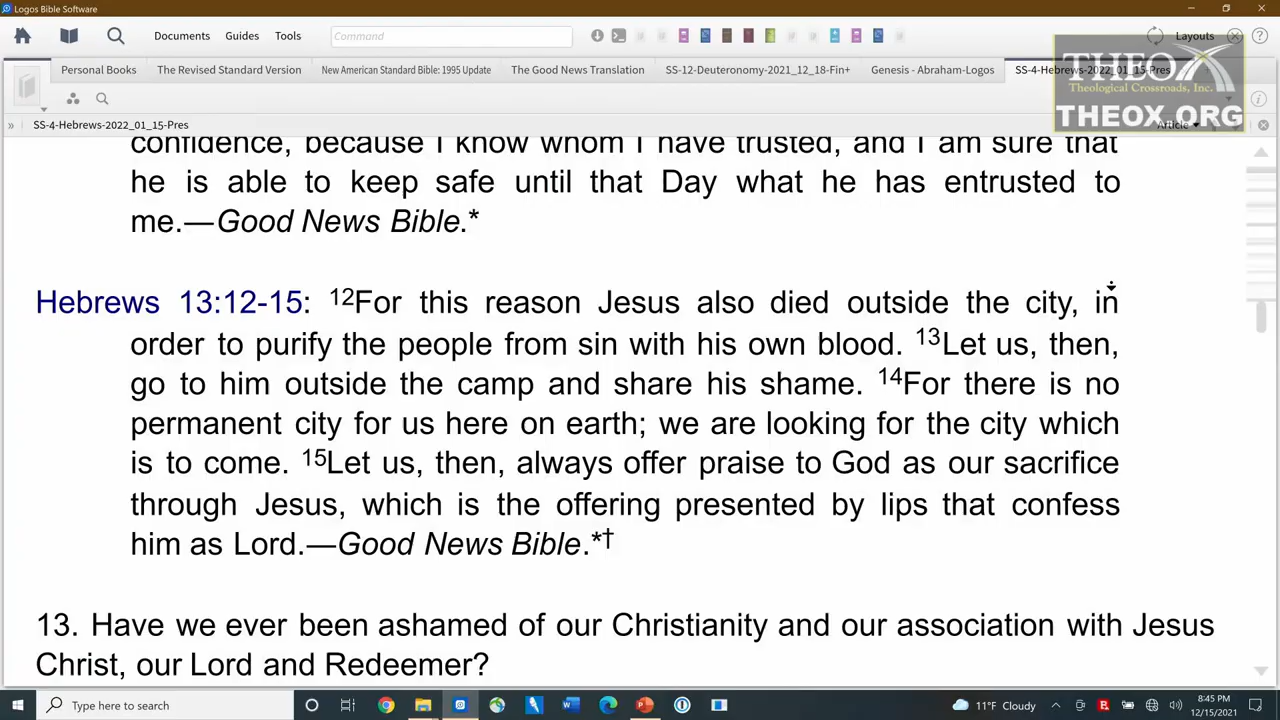 Logos Bible Software
Documents Guides Tools Command Layouts
Personal Books The Revised Standard Version The Good News Translation SS-12-Deuteronomy-2021_12_18-Fin+ Genesis - Abraham-Logos SS-4-Hebrews-2022_01_15-Pres
THEOX
Theological Crossroads, Inc.
THEOX.ORG
SS-4-Hebrews-2022_01_15-Pres Article
confidence, because I know whom I have trusted, and I am sure that
he is able to keep safe until that Day what he has entrusted to
me.—Good News Bible.*
Hebrews 13:12-15: 12For this reason Jesus also died outside the city, in
order to purify the people from sin with his own blood. 13Let us, then,
go to him outside the camp and share his shame. 14For there is no
permanent city for us here on earth; we are looking for the city which
is to come. 15Let us, then, always offer praise to God as our sacrifice
through Jesus, which is the offering presented by lips that confess
him as Lord.—Good News Bible.*†
13. Have we ever been ashamed of our Christianity and our association with Jesus
Christ, our Lord and Redeemer?
Type here to search 11°F Cloudy 8:45 PM
12/15/2021